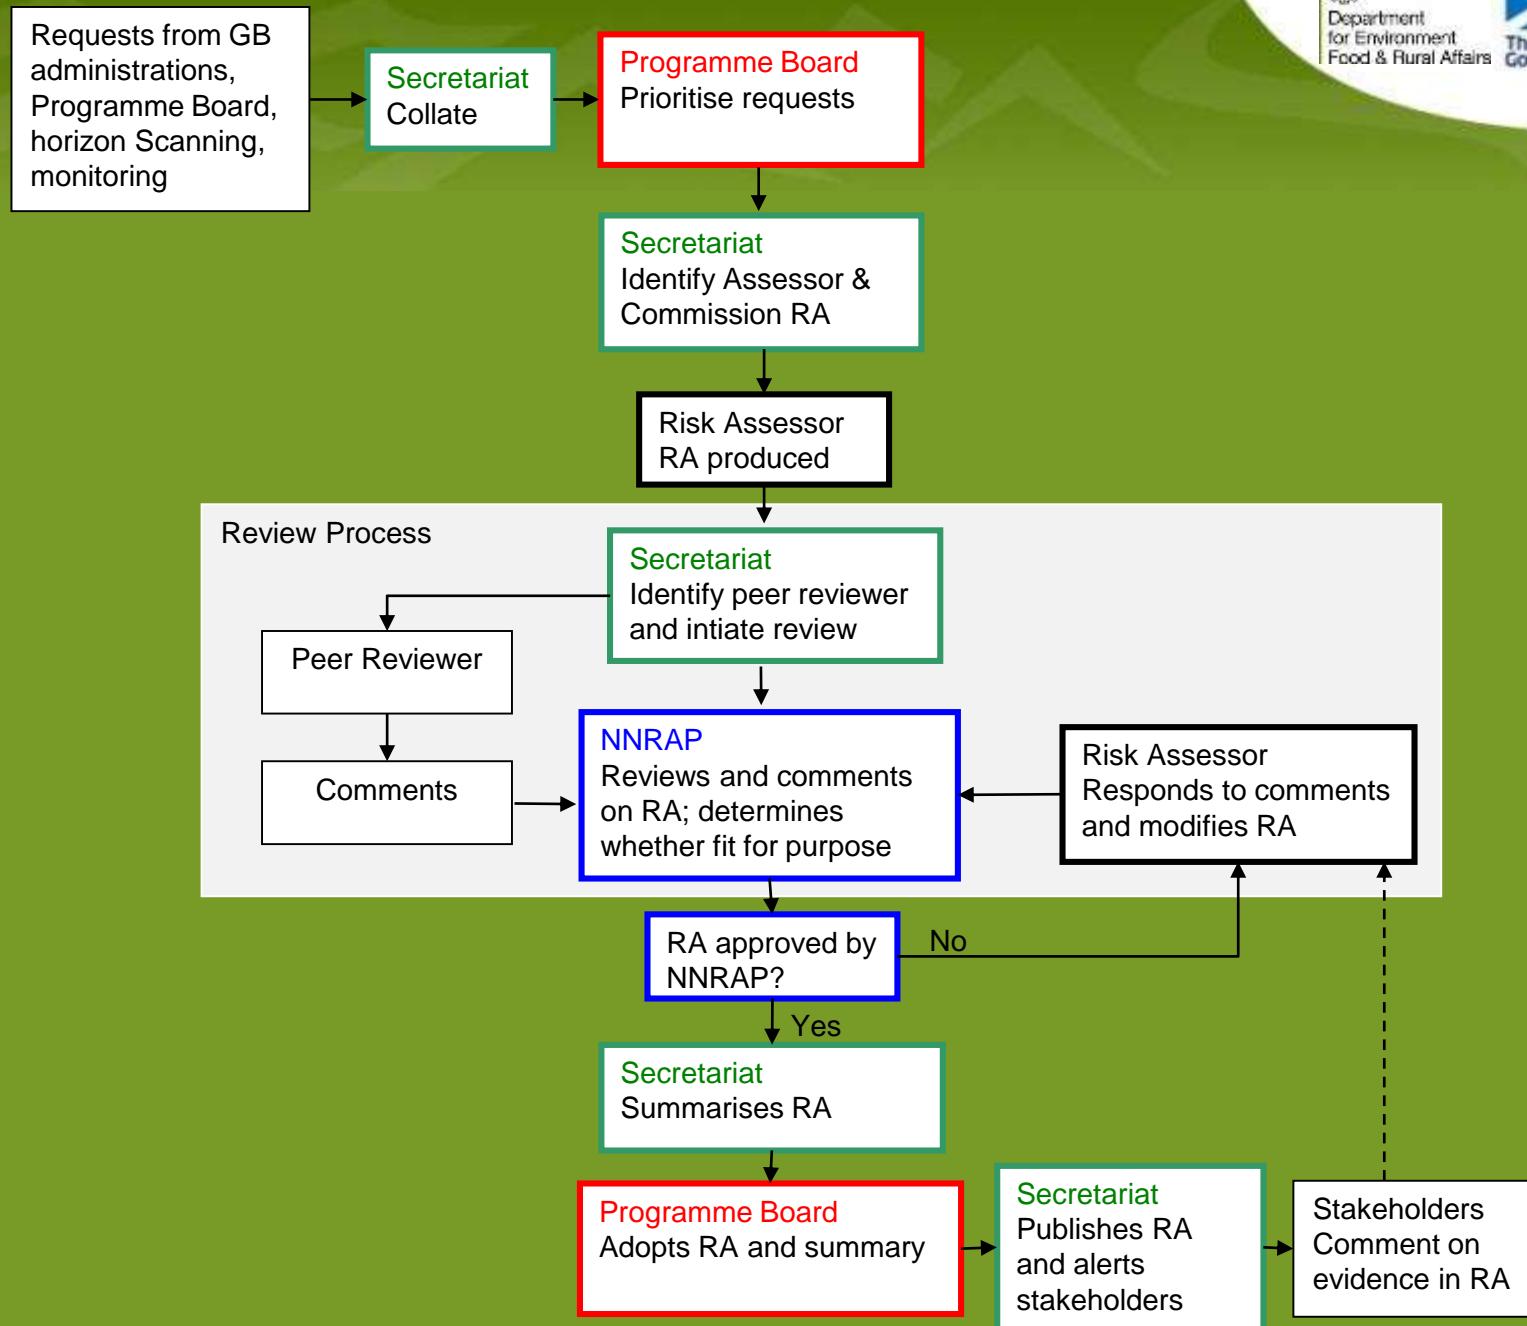 Department
for Environment
Food & Rural Affairs
Requests from GB
administrations,
Programme Board,
horizon Scanning,
monitoring
Secretariat
Collate
Programme Board
Prioritise requests
Secretariat
Identify Assessor &
Commission RA
Risk Assessor
RA produced
Review Process
Secretariat
Identify peer reviewer
and intiate review
Peer Reviewer
Comments
NNRAP
Reviews and comments
on RA; determines
whether fit for purpose
Risk Assessor
Responds to comments
and modifies RA
RA approved by
NNRAP?
No
Yes
Secretariat
Summarises RA
Programme Board
Adopts RA and summary
Secretariat
Publishes RA
and alerts
stakeholders
Stakeholders
Comment on
evidence in RA